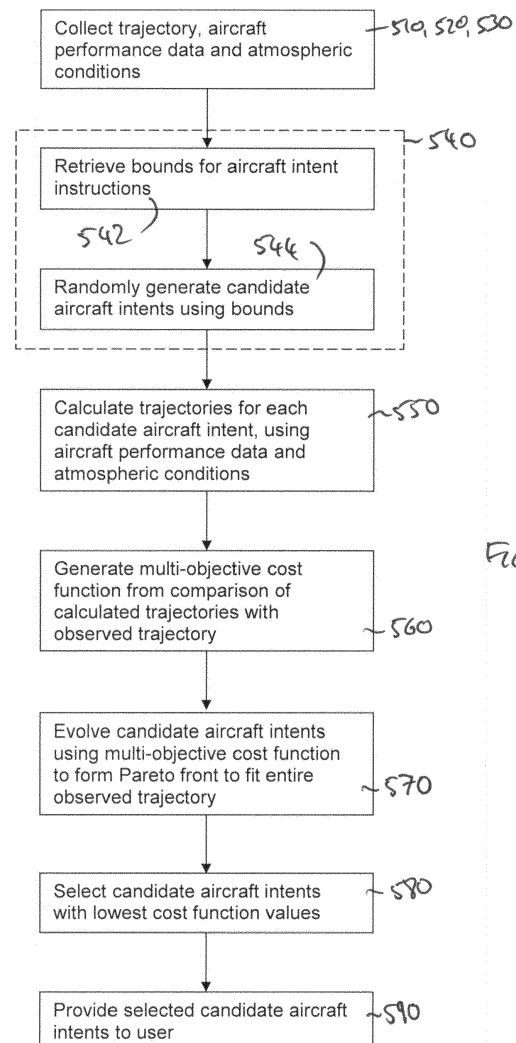 Collect trajectory, aircraft
performance data and atmospheric
conditions
510, 520, 530
540
Retrieve bounds for aircraft intent
instructions
542
544
Randomly generate candidate
aircraft intents using bounds
Calculate trajectories for each
candidate aircraft intent, using
aircraft performance data and
atmospheric conditions
550
Generate multi-objective cost
function from comparison of
calculated trajectories with
observed trajectory
560
Evolve candidate aircraft intents
using multi-objective cost function
to form Pareto front to fit entire
observed trajectory
570
Select candidate aircraft intents
with lowest cost function values
580
Provide selected candidate aircraft
intents to user
590